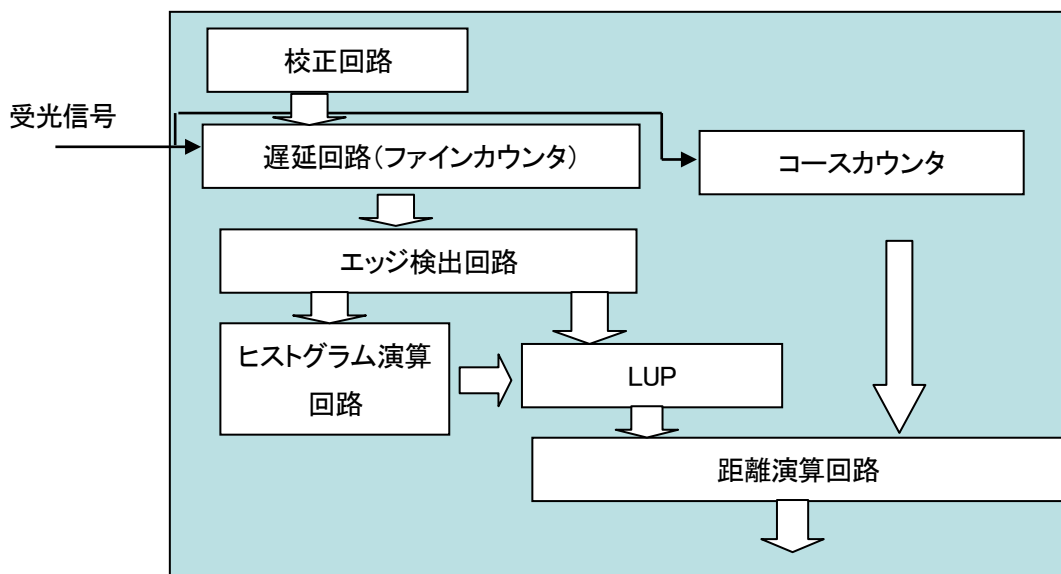 校正回路
受光信号
遅延回路(ファインカウンタ)
コースカウンタ
エッジ検出回路
ヒストグラム演算
回路
LUP
距離演算回路